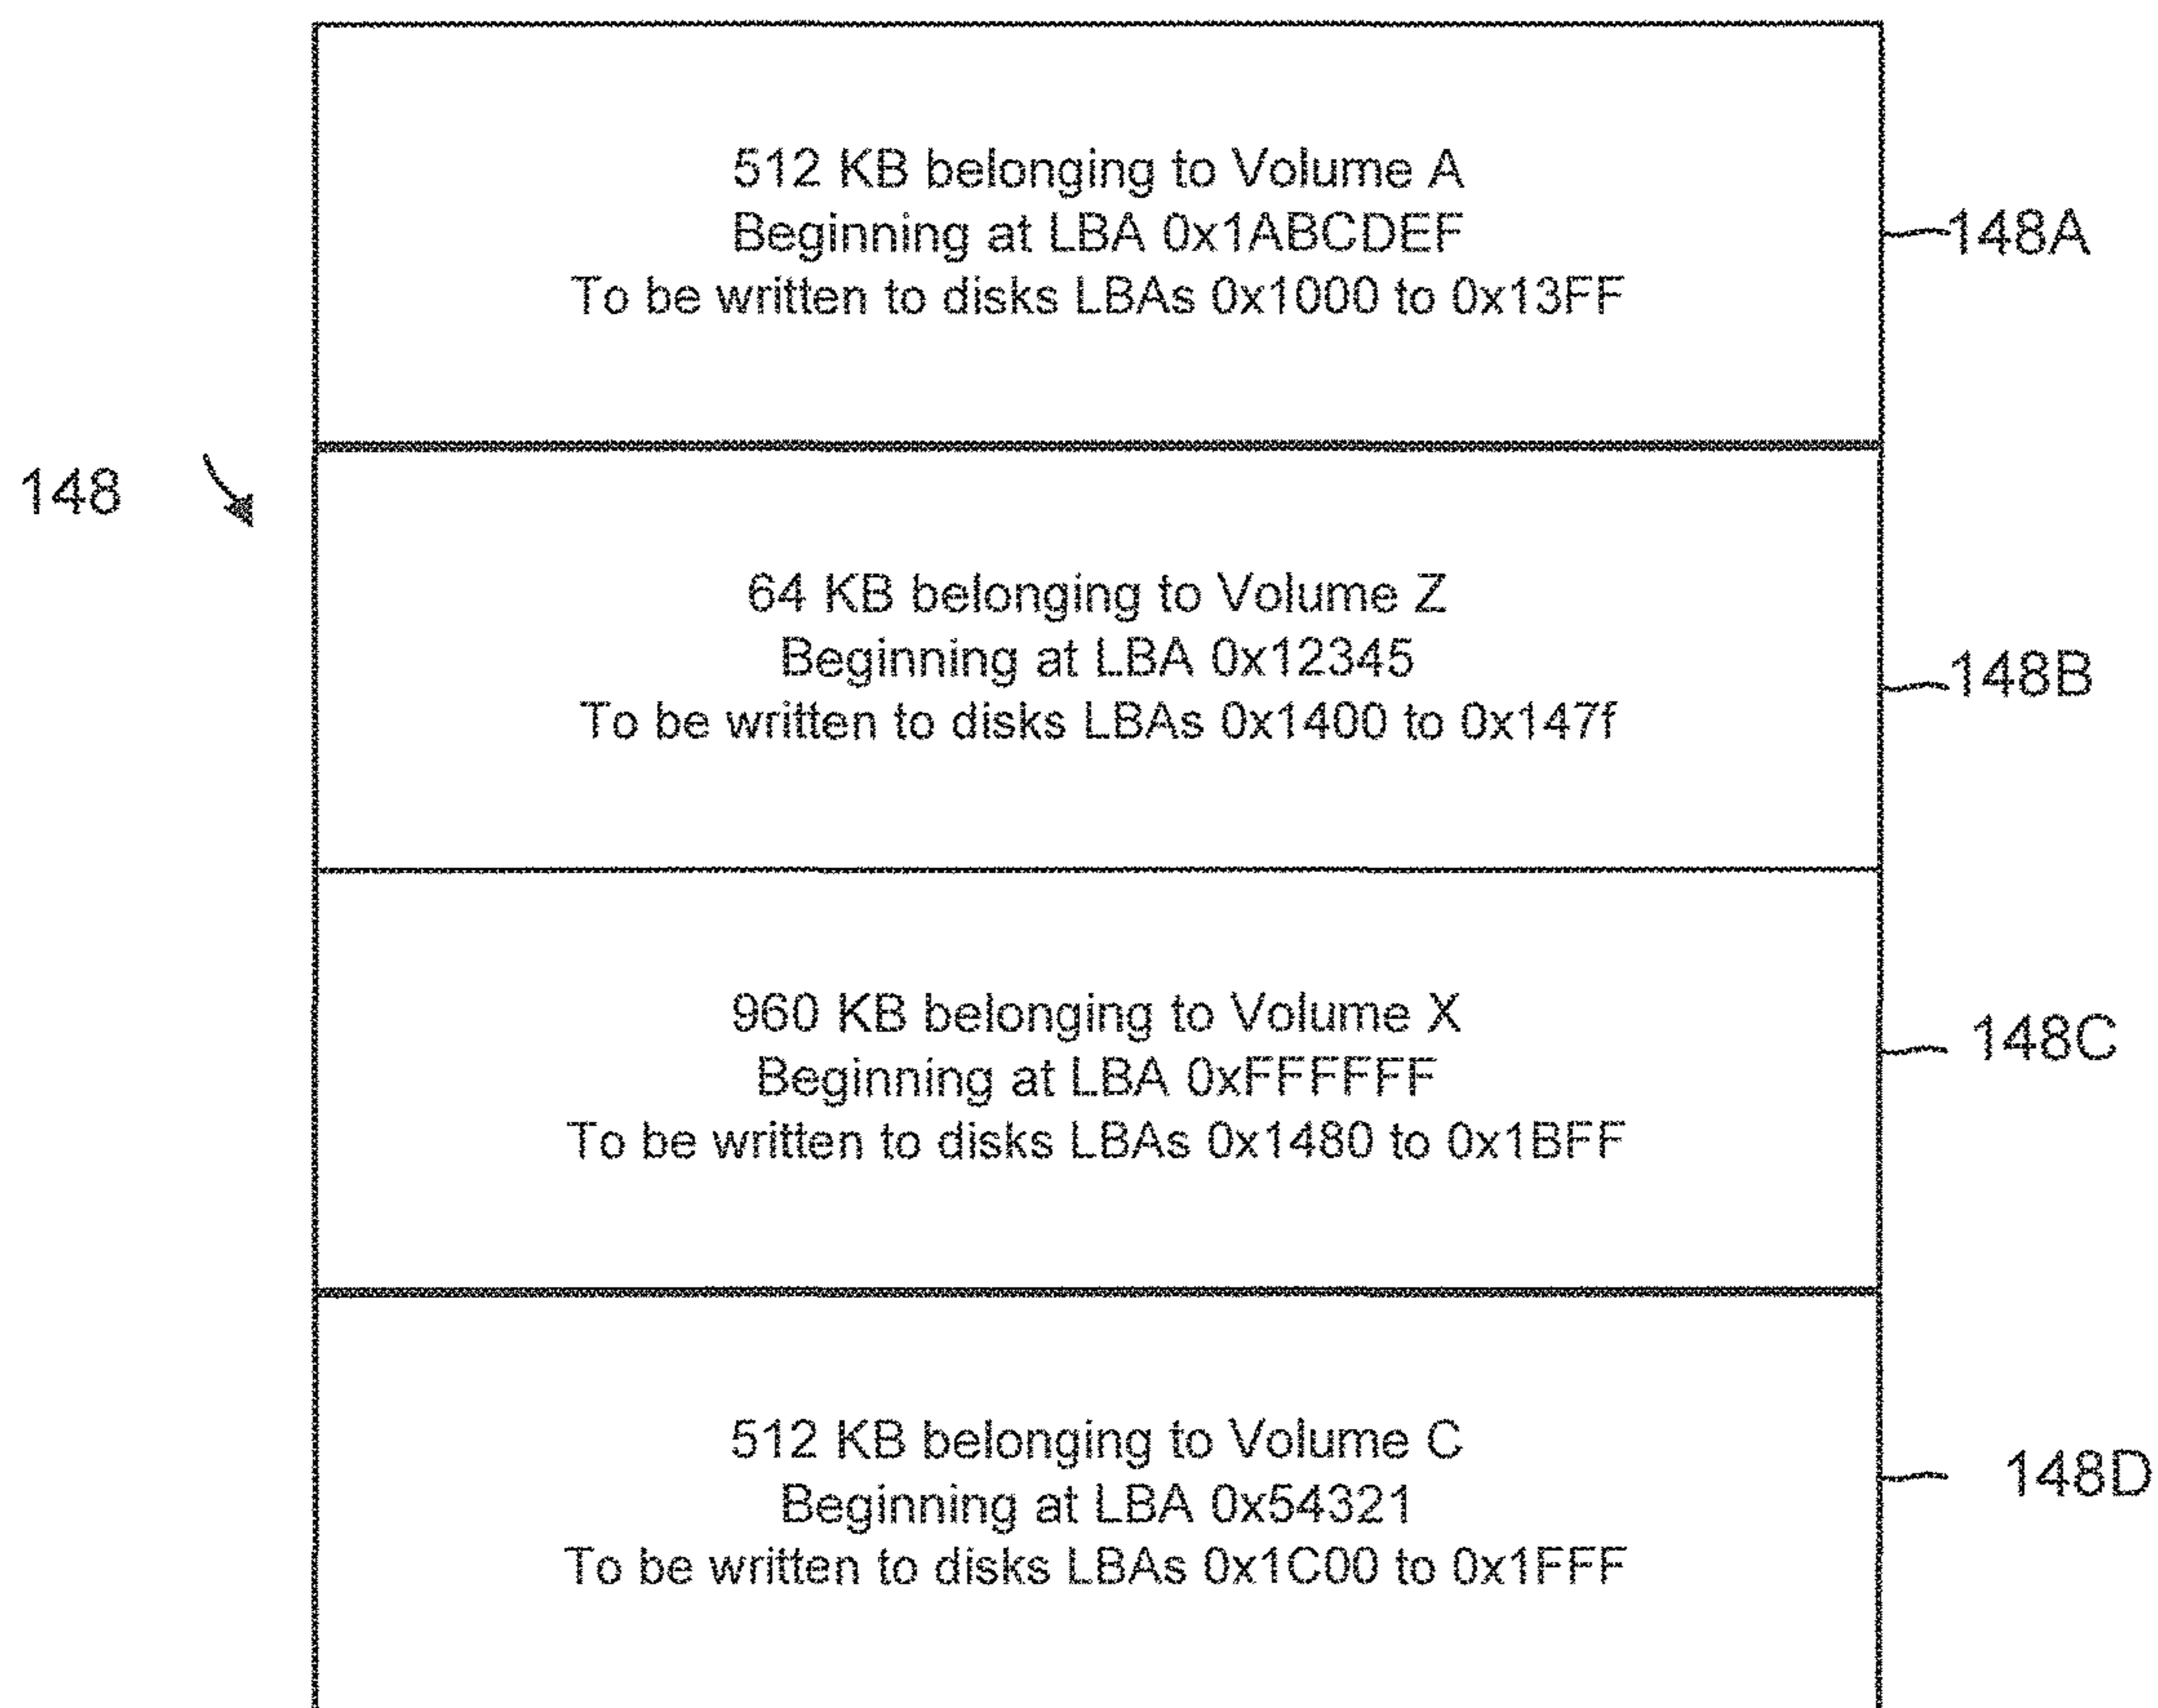 512 KB belonging to Volume A
Beginning at LBA 0x1ABCDEF
To be written to disks LBAs 0x1000 to 0x13FF
148A
148
64 KB belonging to Volume Z
Beginning at LBA 0x12345
To be written to disks LBAs 0x1400 to 0x147f
148B
960 KB belonging to Volume X
Beginning at LBA 0xFFFFFF
To be written to disks LBAs 0x1480 to 0x1BFF
148C
512 KB belonging to Volume C
Beginning at LBA 0x54321
To be written to disks LBAs 0x1C00 to 0x1FFF
148D